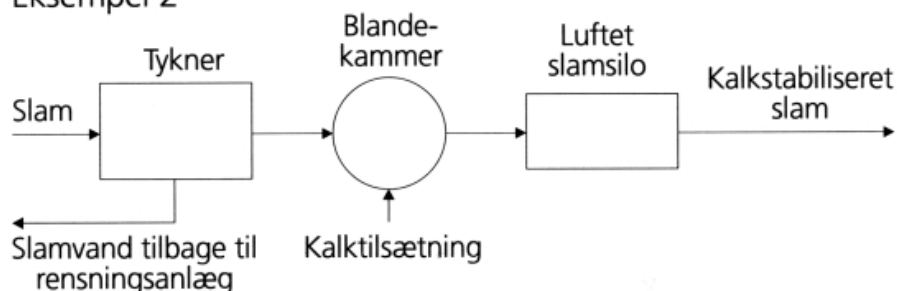 Eksempel 2
Blande-
kammer
Tykner
Luftet
slamsilo
Kalkstabiliseret
slam
Slam
Slamvand tilbage til
rensningsanlæg
Kalktilsætning